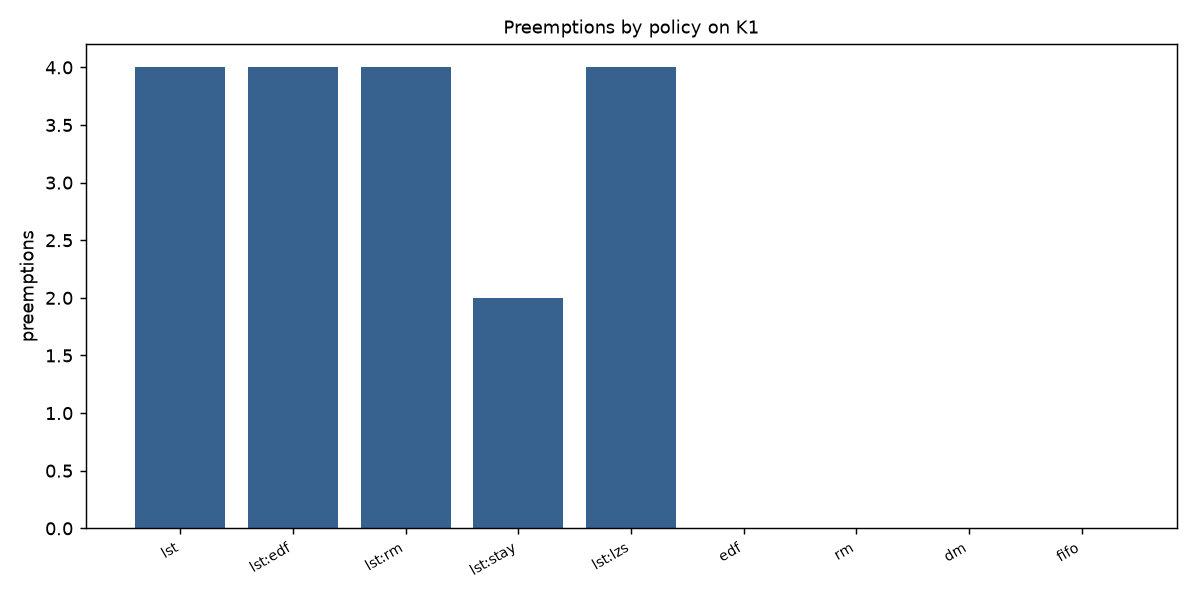 Preemptions by policy on K1
preemptions
4.0
3.5
3.0
2.5
2.0
1.5
1.0
0.5
0.0
lst
lst:edf
lst:rm
lst:stay
lst:lzs
edf
rm
dm
fifo